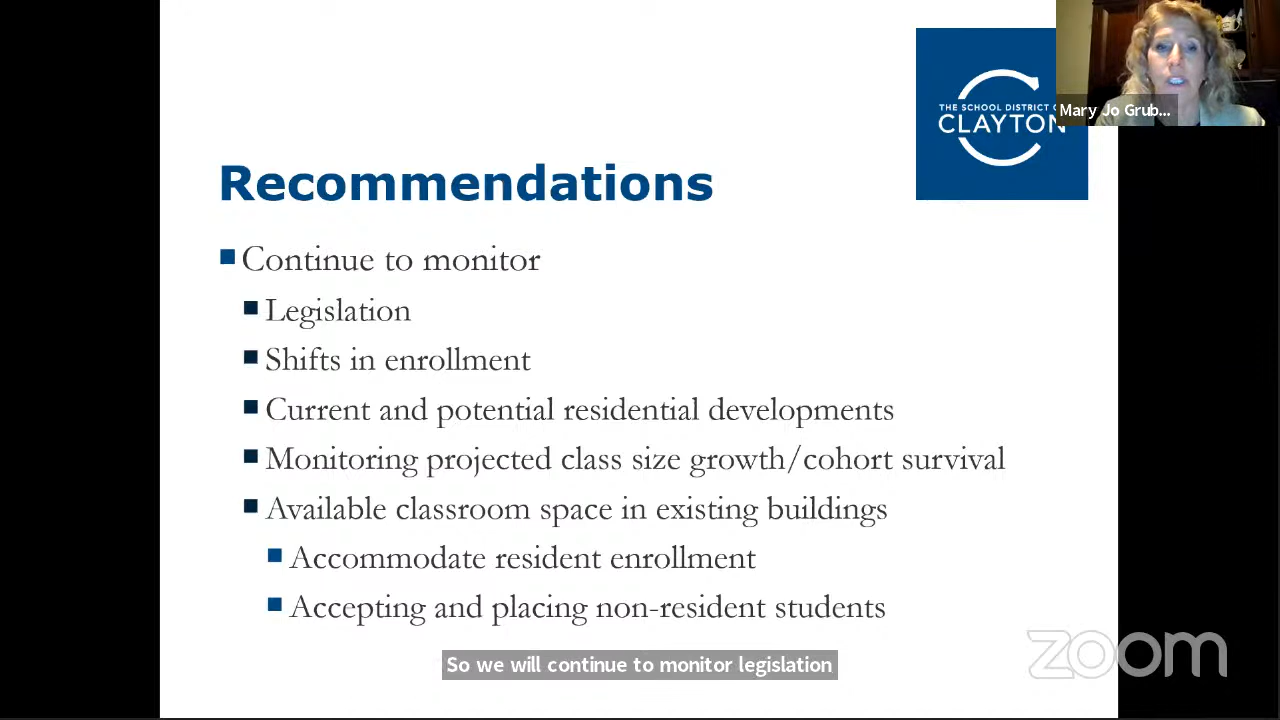 THE SCHOOL DISTRICT O
CLAYTON
Mary Jo Grub...
Recommendations
Continue to monitor
Legislation
Shifts in enrollment
Current and potential residential developments
Monitoring projected class size growth/cohort survival
Available classroom space in existing buildings
Accommodate resident enrollment
Accepting and placing non-resident students
So we will continue to monitor legislation
zoom